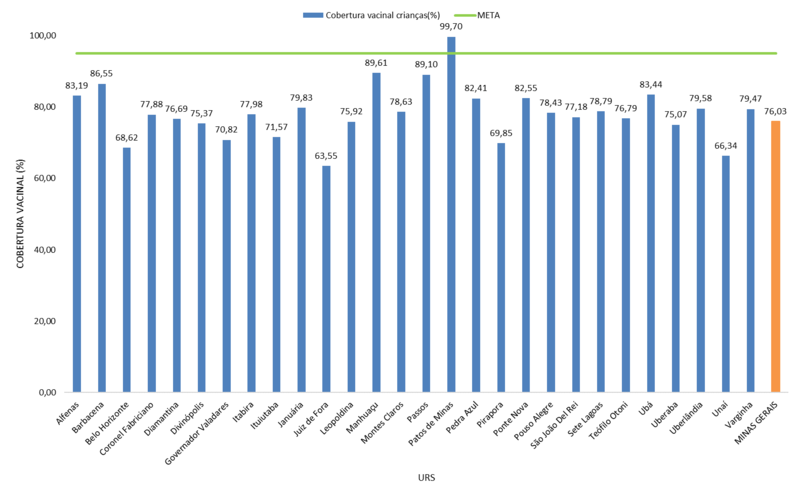 Cobertura vacinal crianças(%) META
COBERTURA VACINAL (%)
100,00
80,00
60,00
40,00
20,00
0,00
83,19
86,55
68,62
77,88
76,69
75,37
70,82
77,98
71,57
79,83
63,55
75,92
89,61
78,63
89,10
99,70
82,41
69,85
82,55
78,43
77,18
78,79
76,79
83,44
75,07
79,58
66,34
79,47
76,03
Alfenas
Barbacena
Belo Horizonte
Coronel Fabriciano
Diamantina
Divinópolis
Governador Valadares
Itabira
Ituiutaba
Januária
Juiz de Fora
Leopoldina
Manhuaçu
Montes Claros
Passos
Patos de Minas
Pedra Azul
Pirapora
Ponte Nova
Pouso Alegre
São João Del Rei
Sete Lagoas
Teófilo Otoni
Ubá
Uberaba
Uberlândia
Unaí
Varginha
MINAS GERAIS
URS